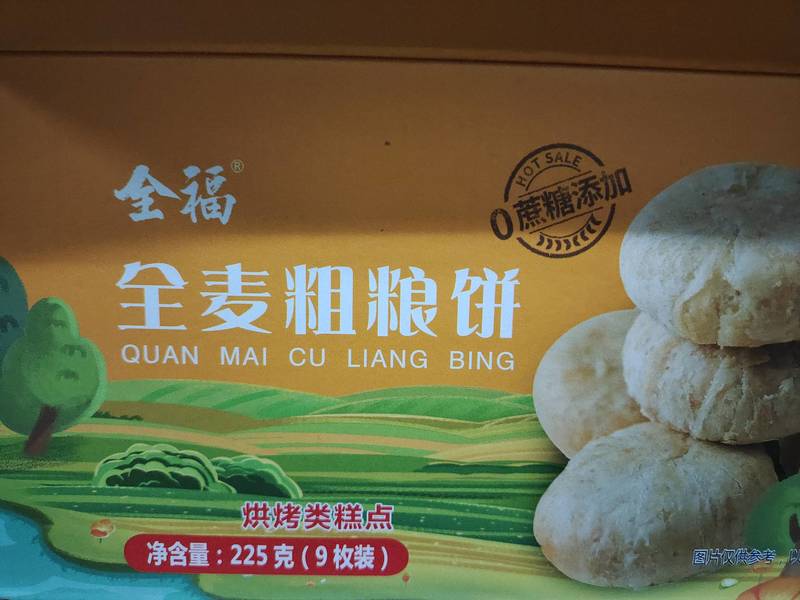 全福®
HOT SALE
0蔗糖添加
全麦粗粮饼
QUAN MAI CU LIANG BING
烘烤类糕点
净含量：225克（9枚装）
图片仅供参考，以